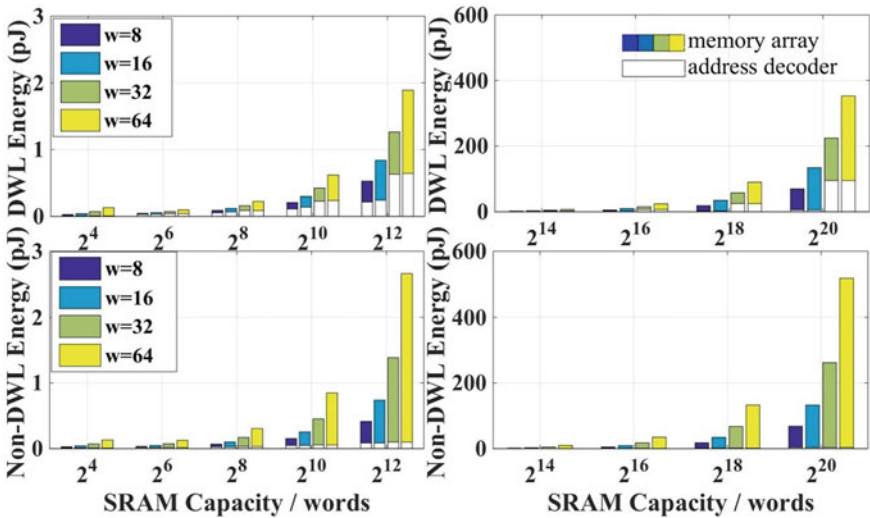 DWL Energy (pJ)
3
2
1
0
w=8
w=16
w=32
w=64
2^4 2^6 2^8 2^10 2^12
DWL Energy (pJ)
600
400
200
0
memory array
address decoder
2^14 2^16 2^18 2^20
Non-DWL Energy (pJ)
3
2
1
0
w=8
w=16
w=32
w=64
2^4 2^6 2^8 2^10 2^12
SRAM Capacity / words
Non-DWL Energy (pJ)
600
400
200
0
2^14 2^16 2^18 2^20
SRAM Capacity / words